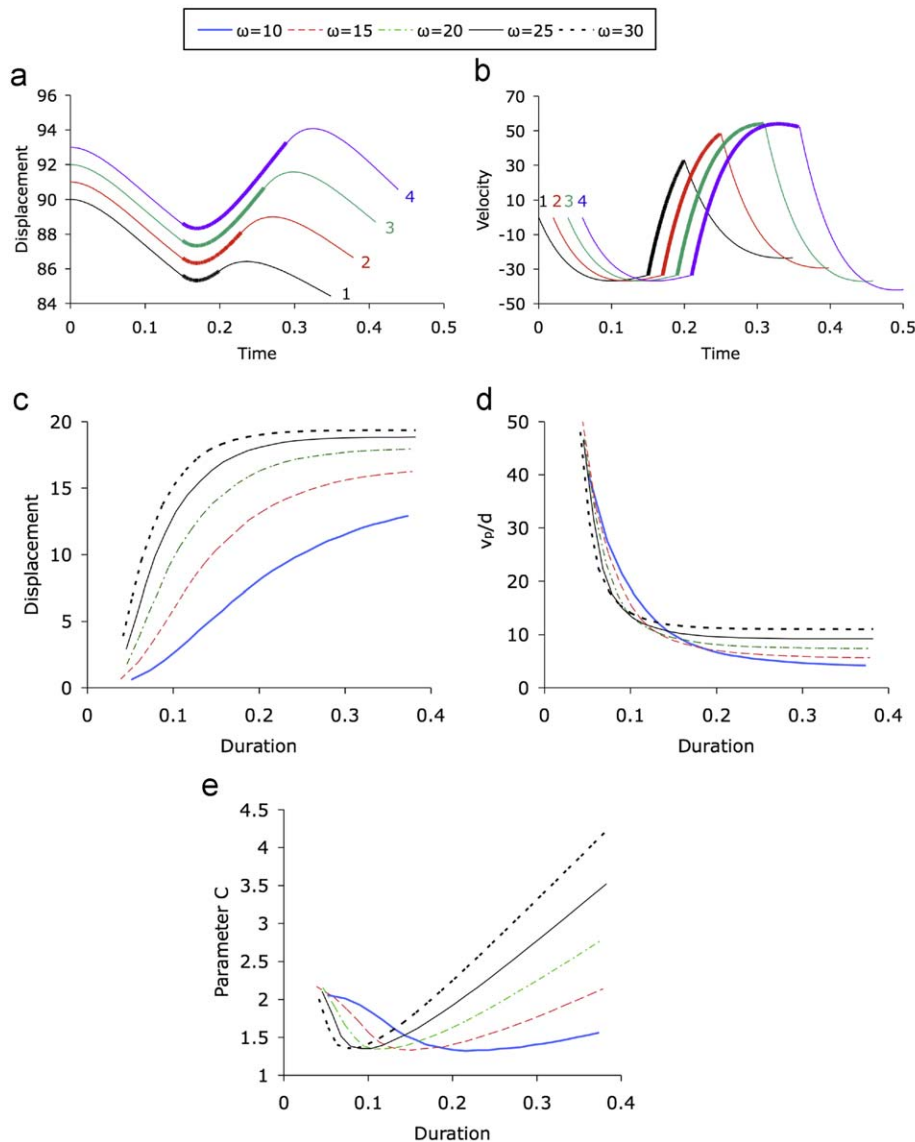 ω=10 ω=15 ω=20 ω=25 ω=30
a
96
94
92
90
88
86
84
Displacement
4
3
2
1
0 0.1 0.2 0.3 0.4 0.5
Time
b
70
50
30
10
-10
-30
-50
Velocity
1 2 3 4
0 0.1 0.2 0.3 0.4 0.5
Time
c
20
15
10
5
0
Displacement
0 0.1 0.2 0.3 0.4
Duration
d
50
40
30
20
10
0
vp/d
0 0.1 0.2 0.3 0.4
Duration
e
4.5
4
3.5
3
2.5
2
1.5
1
Parameter C
0 0.1 0.2 0.3 0.4
Duration